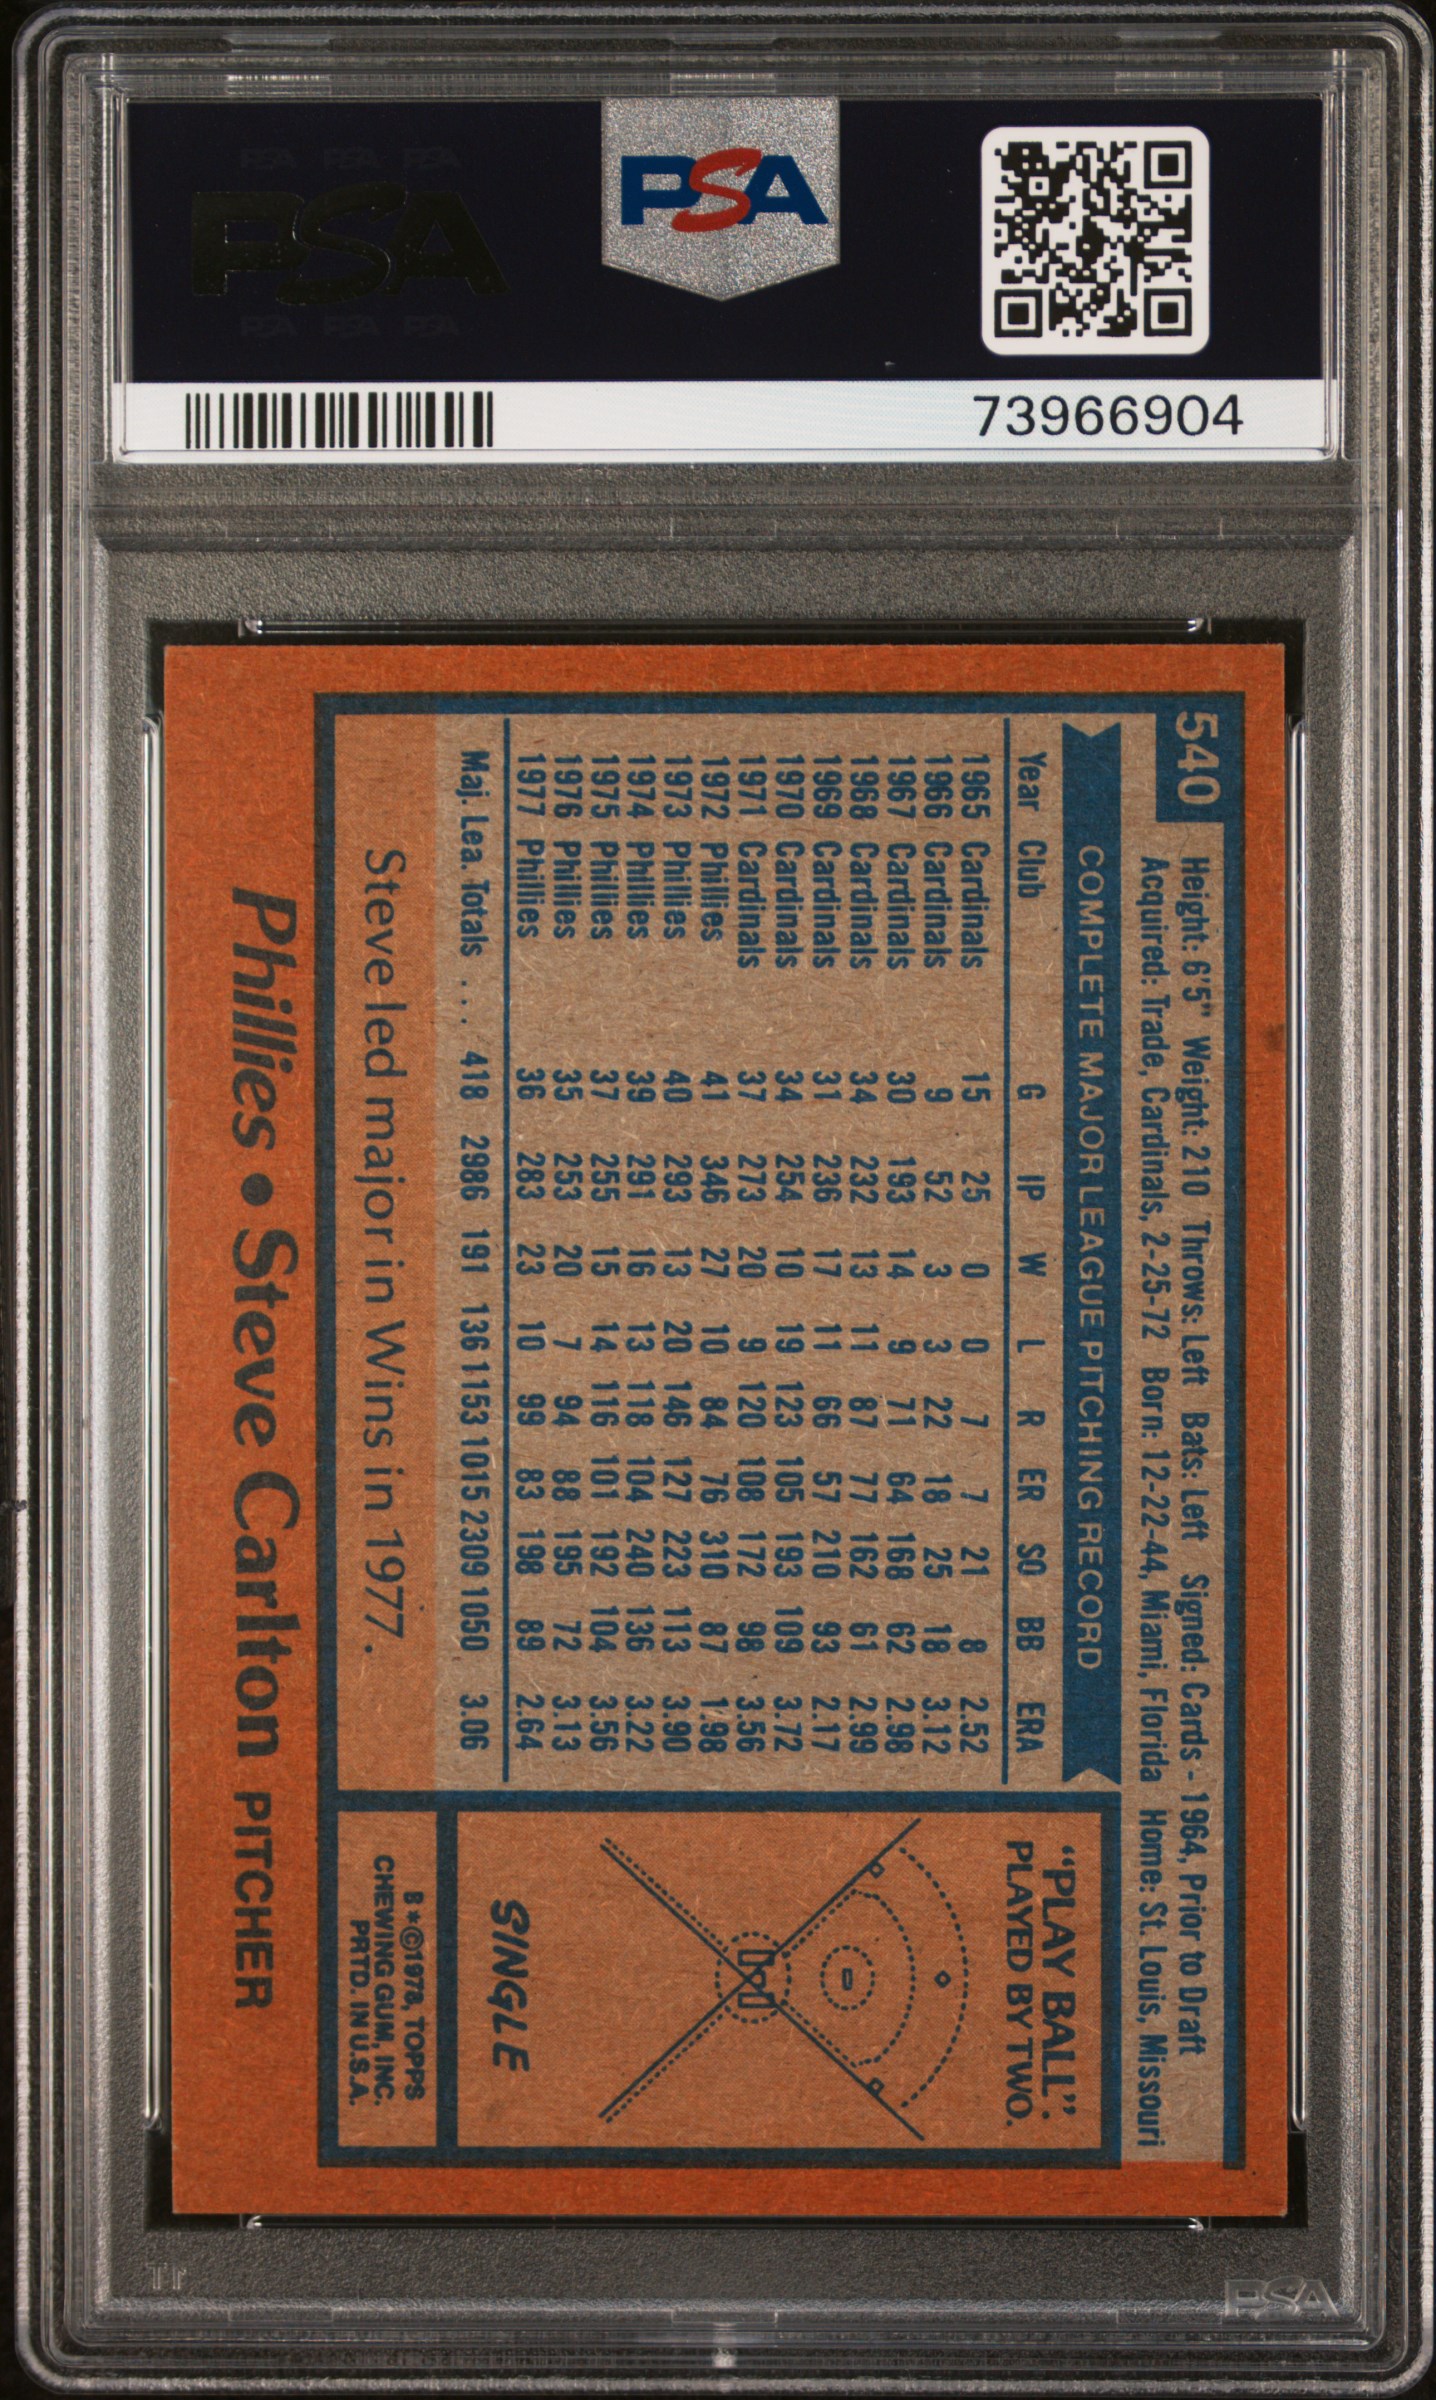 PSA PSA PSA
PSA
PSA PSA PSA
PSA
73966904
540
Height: 6'5" Weight: 210 Throws: Left Bats: Left Signed: Cards - 1964, Prior to Draft
Acquired: Trade, Cardinals, 2-25-72 Born: 12-22-44, Miami, Florida Home: St. Louis, Missouri
COMPLETE MAJOR LEAGUE PITCHING RECORD
Year Club G IP W L R ER SO BB ERA
1965 Cardinals 15 25 0 0 7 7 21 8 2.52
1966 Cardinals 9 52 3 3 22 18 25 18 3.12
1967 Cardinals 30 193 14 9 71 64 168 62 2.98
1968 Cardinals 34 232 13 11 87 77 162 61 2.99
1969 Cardinals 31 236 17 11 66 57 210 93 2.17
1970 Cardinals 34 254 10 19 123 105 193 109 3.72
1971 Cardinals 37 273 20 9 120 108 172 98 3.56
1972 Phillies 41 346 27 10 84 76 310 87 1.98
1973 Phillies 40 293 13 20 146 127 223 113 3.90
1974 Phillies 39 291 16 13 118 104 240 136 3.22
1975 Phillies 37 255 15 14 116 101 192 104 3.56
1976 Phillies 35 253 20 7 94 88 195 72 3.13
1977 Phillies 36 283 23 10 99 83 198 89 2.64
Maj. Lea. Totals ... 418 2986 191 136 1153 1015 2309 1050 3.06
Steve led major in Wins in 1977.
"PLAY BALL":
PLAYED BY TWO.
SINGLE
8*©1978, TOPPS
CHEWING GUM, INC.
PRTD. IN U.S.A.
Phillies • Steve Carlton PITCHER
PSA